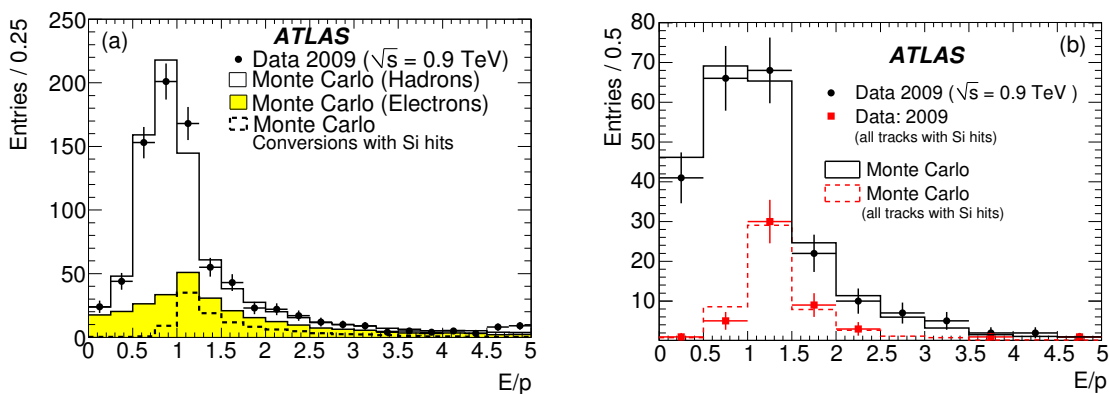 Entries / 0.25
250
200
150
100
50
0
(a)
ATLAS
Data 2009 (√s = 0.9 TeV)
Monte Carlo (Hadrons)
Monte Carlo (Electrons)
Monte Carlo
Conversions with Si hits
0 0.5 1 1.5 2 2.5 3 3.5 4 4.5 5
E/p
Entries / 0.5
80
70
60
50
40
30
20
10
(b)
ATLAS
Data 2009 (√s = 0.9 TeV )
Data: 2009
(all tracks with Si hits)
Monte Carlo
Monte Carlo
(all tracks with Si hits)
0 0.5 1 1.5 2 2.5 3 3.5 4 4.5 5
E/p